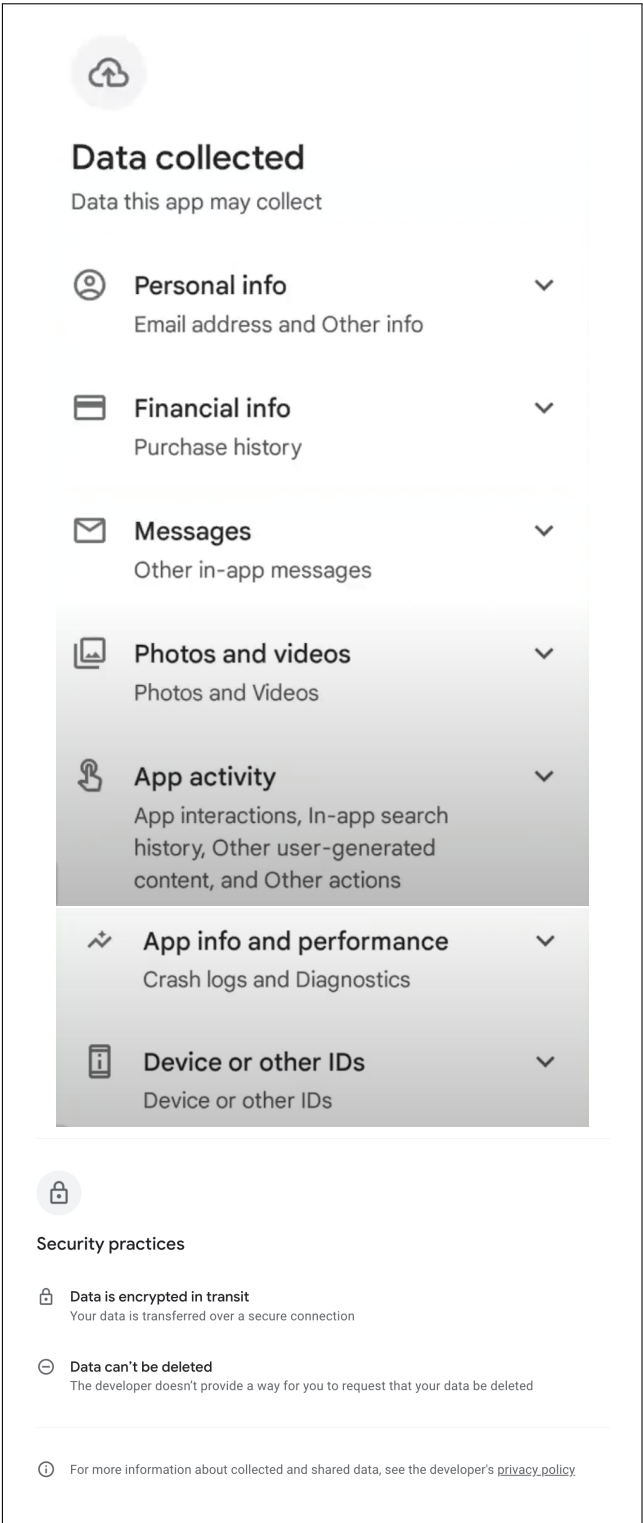 Data collected
Data this app may collect
Personal info
Email address and Other info
Financial info
Purchase history
Messages
Other in-app messages
Photos and videos
Photos and Videos
App activity
App interactions, In-app search
history, Other user-generated
content, and Other actions
App info and performance
Crash logs and Diagnostics
Device or other IDs
Device or other IDs
Security practices
Data is encrypted in transit
Your data is transferred over a secure connection
Data can't be deleted
The developer doesn't provide a way for you to request that your data be deleted
For more information about collected and shared data, see the developer's privacy policy